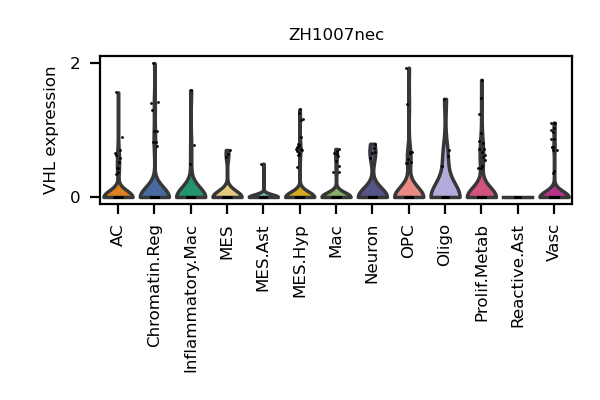 ZH1007nec
VHL expression
2
0
AC
Chromatin.Reg
Inflammatory.Mac
MES
MES.Ast
MES.Hyp
Mac
Neuron
OPC
Oligo
Prolif.Metab
Reactive.Ast
Vasc